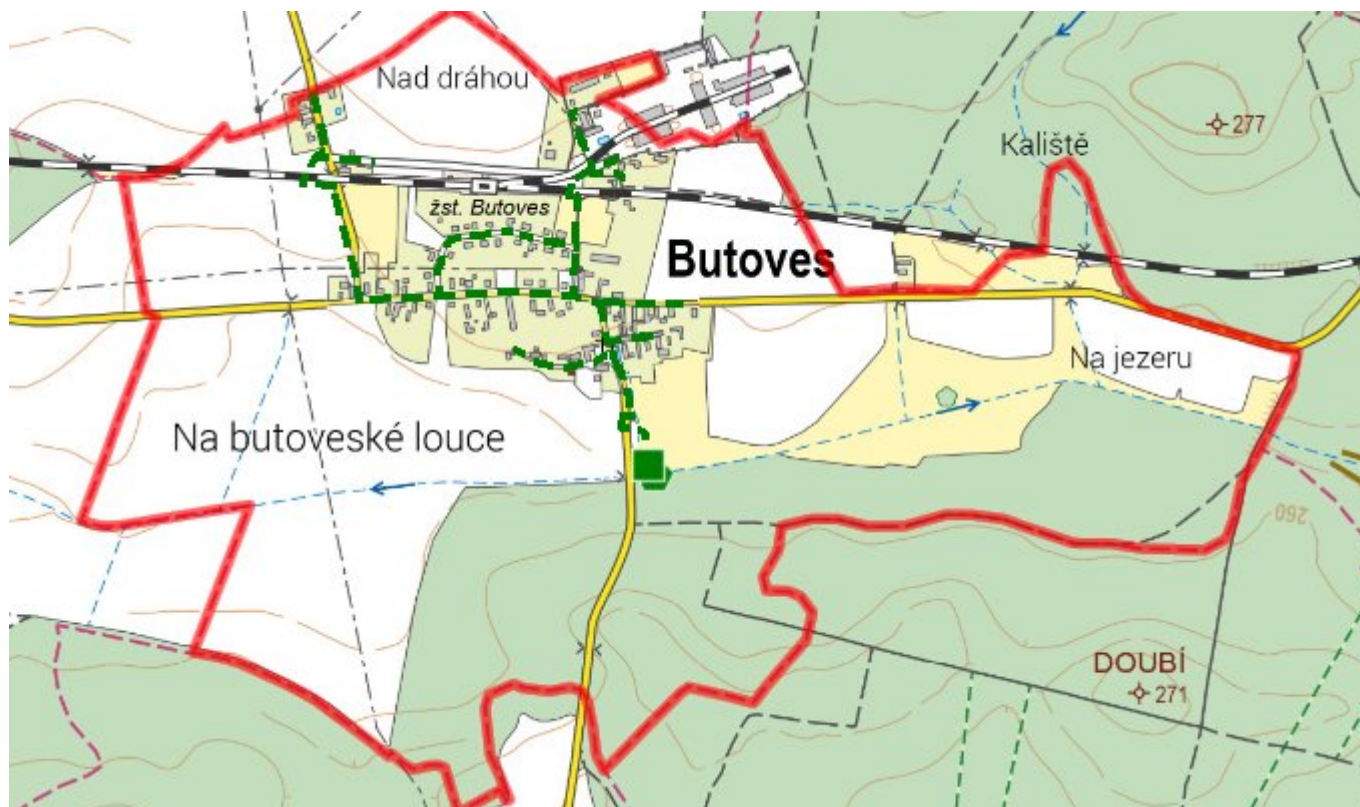 Nad dráhou
277
Kaliště
žst. Butoves
Butoves
Na jezeru
Na butoveské louce
260
DOUBÍ
271